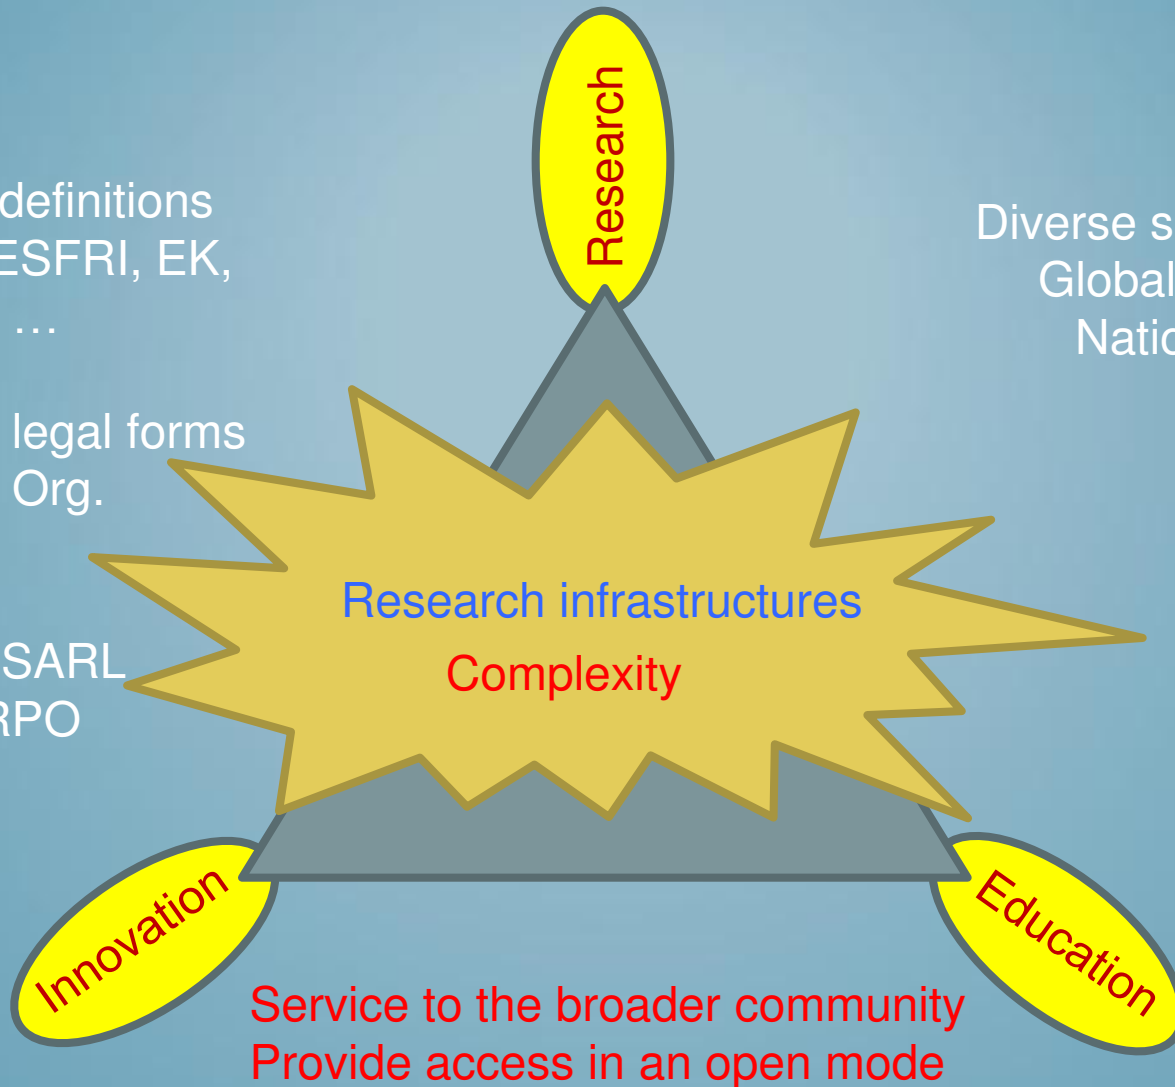 Research
definitions
ESFRI, EK,
…
legal forms
Org.
SARL
RPO
Diverse s
Global
Natio
Research infrastructures
Complexity
Innovation
Education
Service to the broader community
Provide access in an open mode